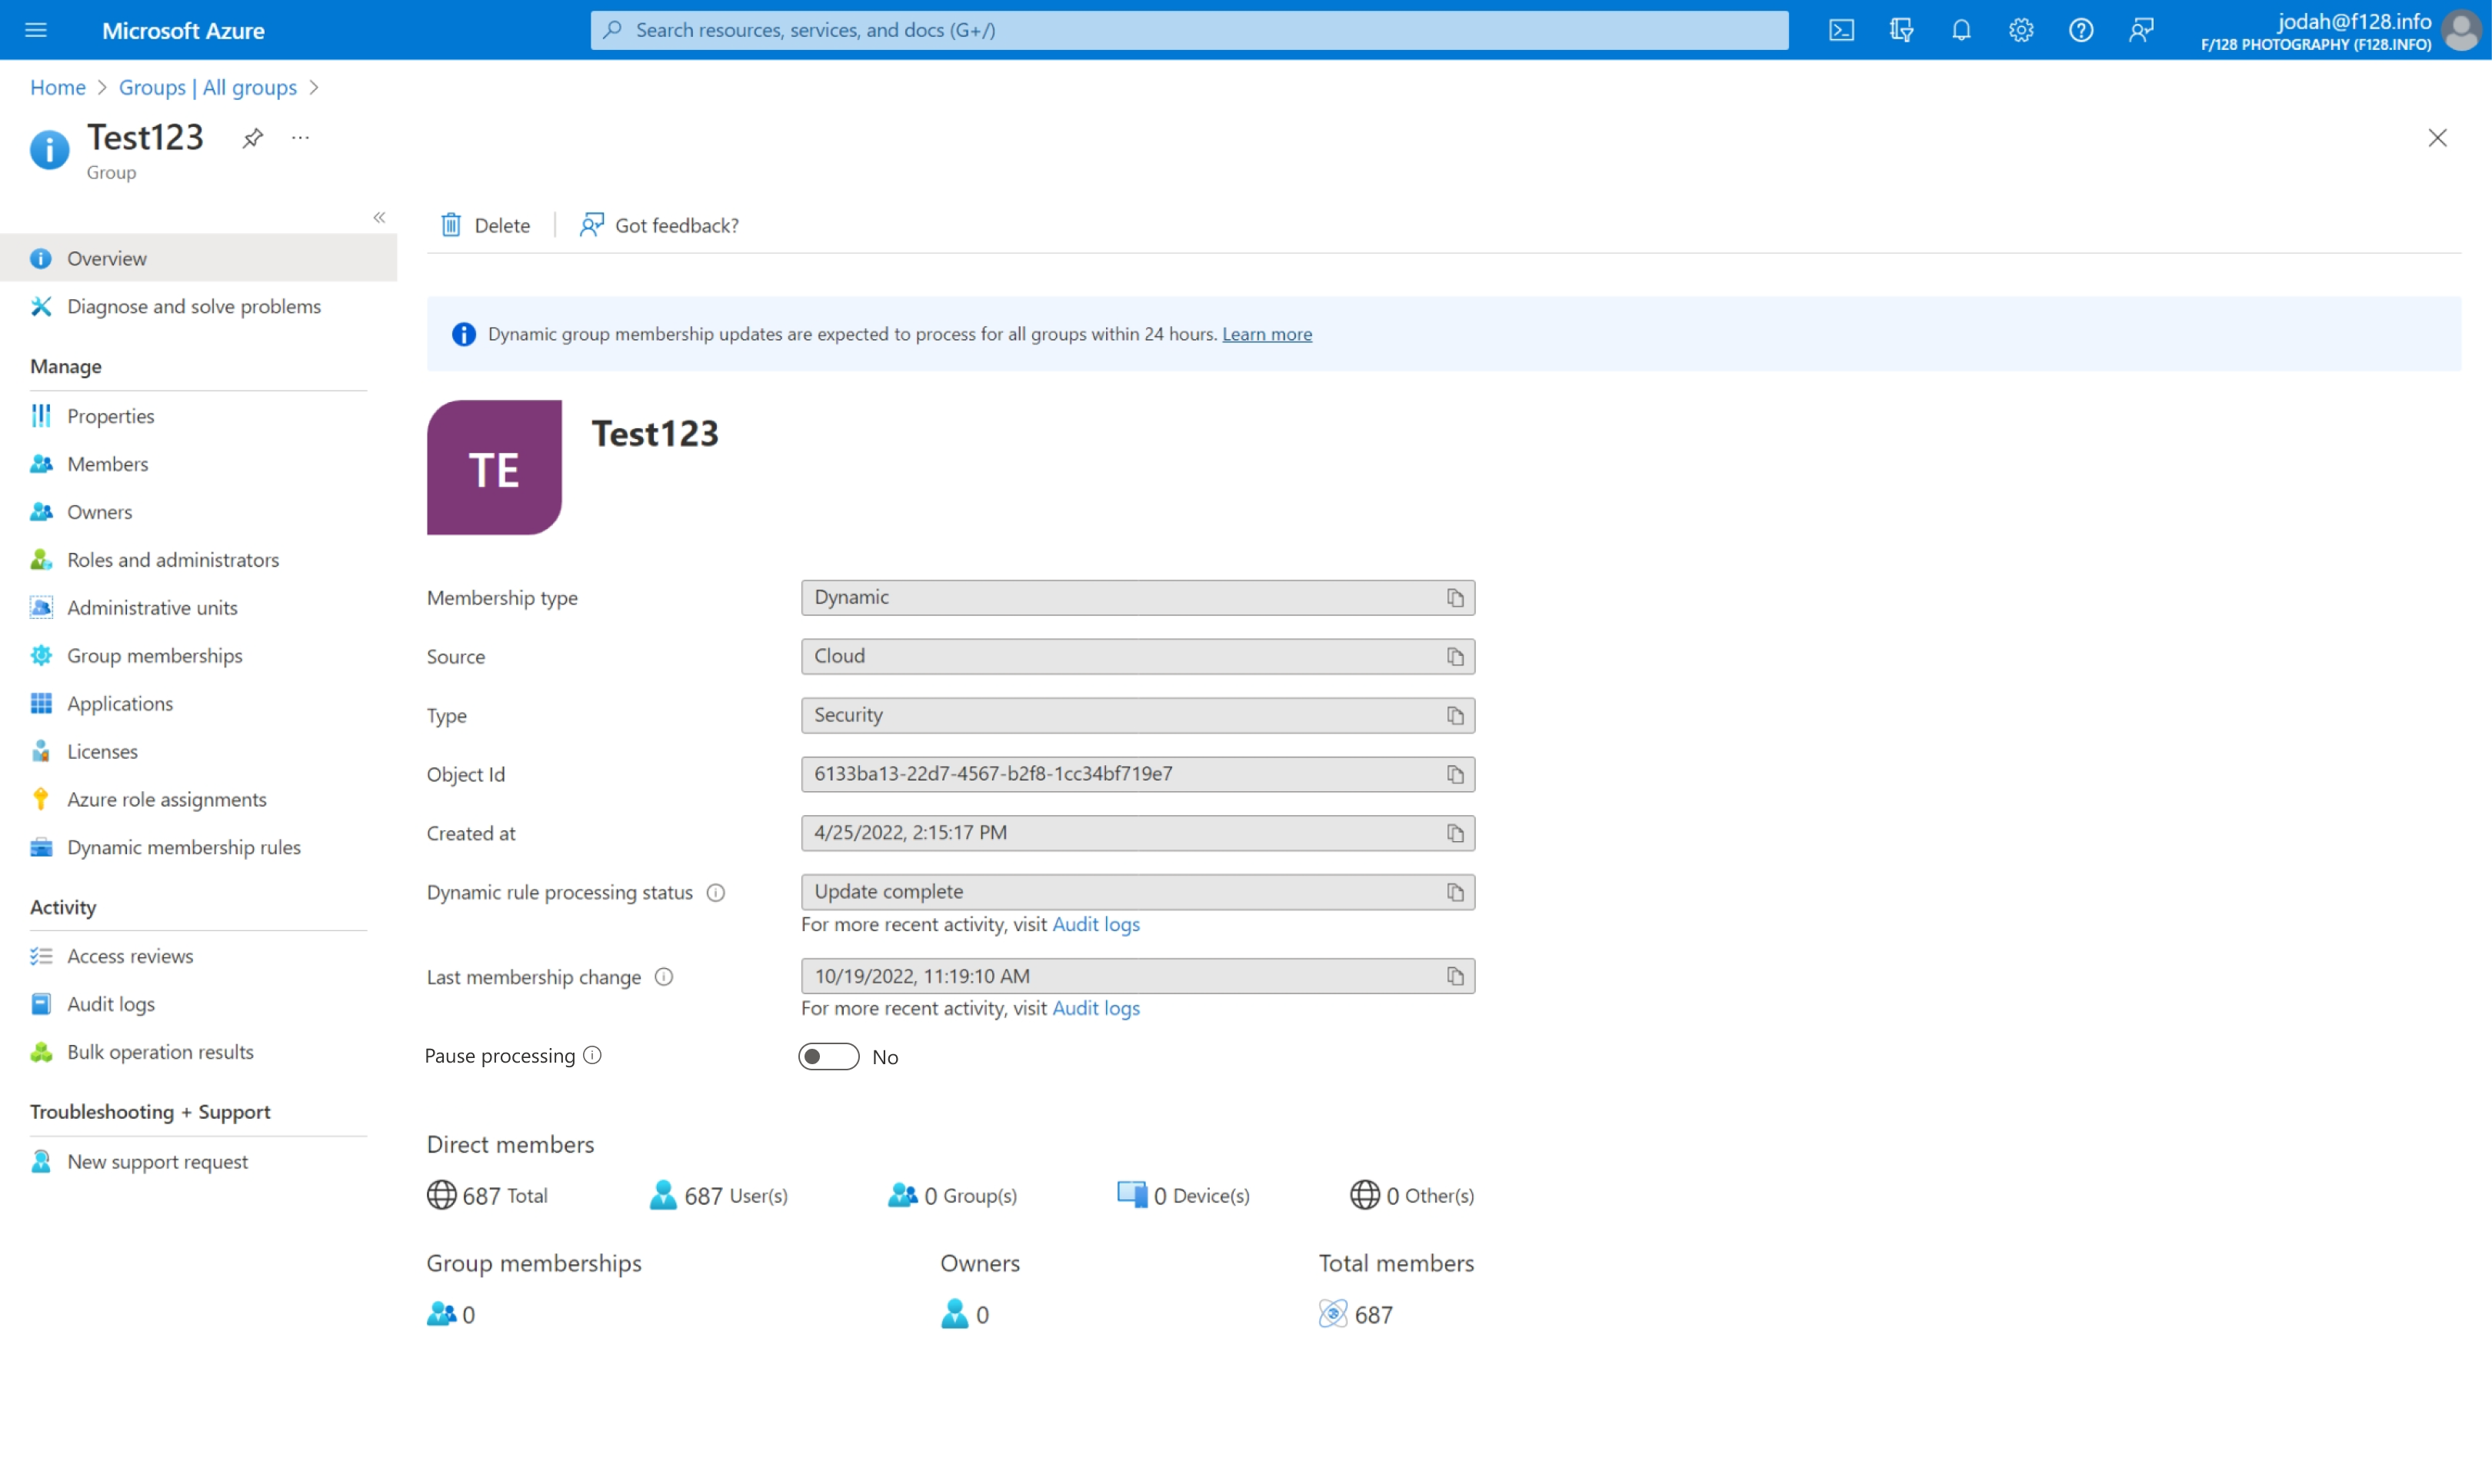 Microsoft Azure
Search resources, services, and docs (G+/)
jodah@f128.info
F/128 PHOTOGRAPHY (F128.INFO)
Home > Groups | All groups >
Test123
...
Group
Delete
Got feedback?
Overview
Diagnose and solve problems
Manage
Properties
Members
Owners
Roles and administrators
Administrative units
Group memberships
Applications
Licenses
Azure role assignments
Dynamic membership rules
Activity
Access reviews
Audit logs
Bulk operation results
Troubleshooting + Support
New support request
Dynamic group membership updates are expected to process for all groups within 24 hours. Learn more
TE
Test123
Membership type
Dynamic
Source
Cloud
Type
Security
Object Id
6133ba13-22d7-4567-b2f8-1cc34bf719e7
Created at
4/25/2022, 2:15:17 PM
Dynamic rule processing status
Update complete
For more recent activity, visit Audit logs
Last membership change
10/19/2022, 11:19:10 AM
For more recent activity, visit Audit logs
Pause processing
No
Direct members
687 Total
687 User(s)
0 Group(s)
0 Device(s)
0 Other(s)
Group memberships
0
Owners
0
Total members
687